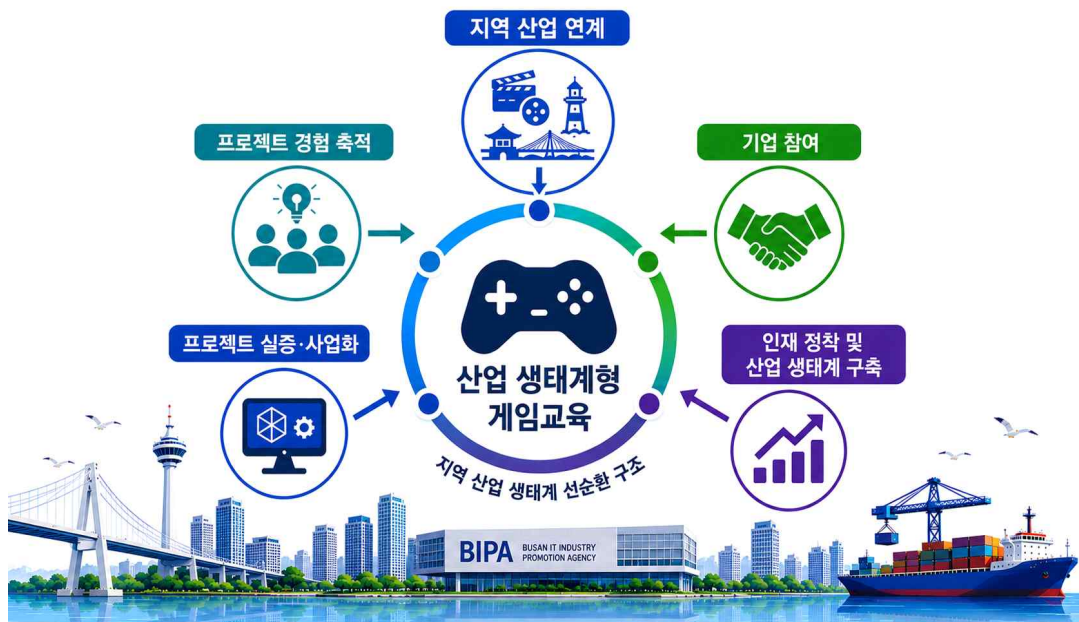 지역 산업 연계
프로젝트 경험 축적
기업 참여
프로젝트 실증·사업화
인재 정착 및
산업 생태계 구축
산업 생태계형
게임교육
지역 산업 생태계 선순환 구조
BIPA
BUSAN IT INDUSTRY
PROMOTION AGENCY